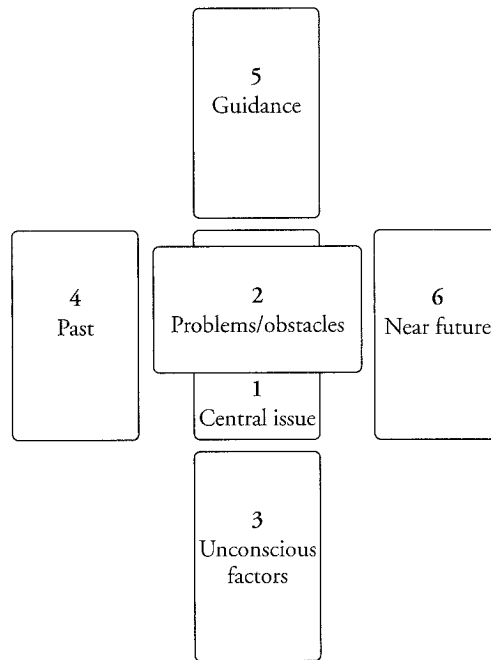 5
Guidance
4
Past
2
Problems/obstacles
6
Near future
1
Central issue
3
Unconscious
factors